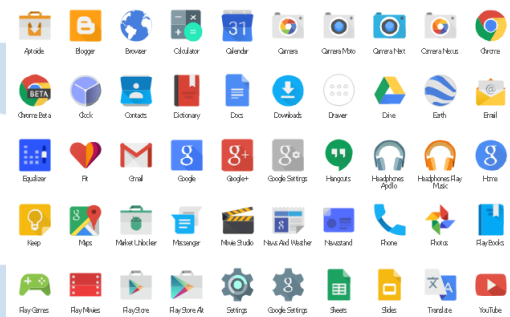 Aptoide Blogger Browser Calculator Calendar Camera Camera Moto Camera Next Camera Nexus Chrome
31
Chrome Beta Clock Contacts Dictionary Docs Downloads Drawer Drive Earth Email
BETA
@
Equalizer Fit Gmail Google Google+ Google Settings Hangouts Headphones Apollo Headphones Play Music Home
g g+ g g
Keep Maps Market Unlocker Messenger Movie Studio News And Weather Newsstand Phone Photos Play Books
g g
Play Games Play Movies Play Store Play Store Alt Settings Google Settings Sheets Slides Translate YouTube
g